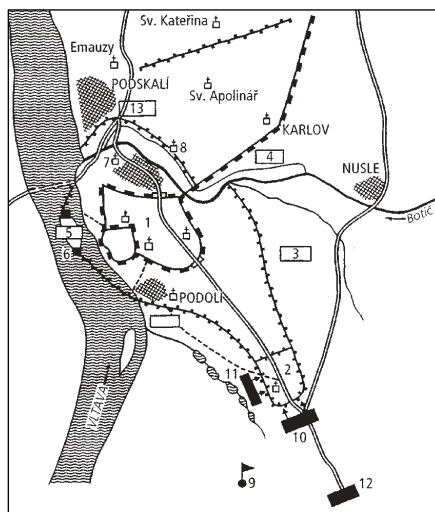 Sv. Kateřina
Emauzy
PODSKALÍ
Sv. Apolinář
13
KARLOV
8
4
7
NUSLE
1
Botič
5
3
6
PODOLÍ
VLTAVA
2
11
10
9
12